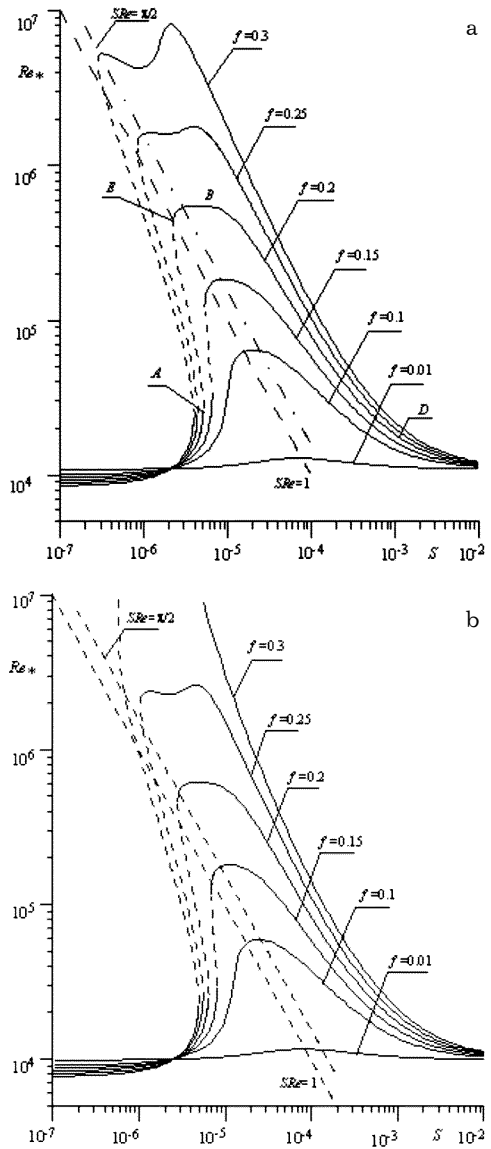 a
10^7
SRe=π/2
Re*
f=0.3
f=0.25
10^6
E
B
f=0.2
f=0.15
10^5
f=0.1
A
f=0.01
D
10^4
SRe=1
10^-7 10^-6 10^-5 10^-4 10^-3 S 10^-2
b
10^7
SRe=π/2
Re*
f=0.3
f=0.25
10^6
f=0.2
f=0.15
10^5
f=0.1
f=0.01
10^4
SRe=1
10^-7 10^-6 10^-5 10^-4 10^-3 S 10^-2